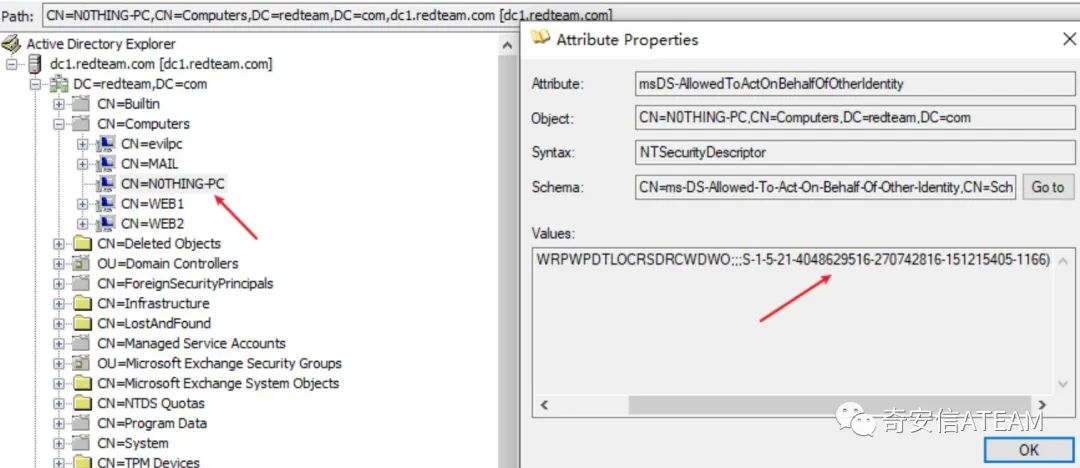 Path: CN=N0THING-PC,CN=Computers,DC=redteam,DC=com,dc1.redteam.com [dc1.redteam.com]
Active Directory Explorer
dc1.redteam.com [dc1.redteam.com]
DC=redteam,DC=com
CN=Builtin
CN=Computers
CN=evilpc
CN=MAIL
CN=N0THING-PC
CN=WEB1
CN=WEB2
CN=Deleted Objects
OU=Domain Controllers
CN=ForeignSecurityPrincipals
CN=Infrastructure
CN=LostAndFound
CN=Managed Service Accounts
OU=Microsoft Exchange Security Groups
CN=Microsoft Exchange System Objects
CN=NTDS Quotas
CN=Program Data
CN=System
CN=TPM Devices
Attribute Properties
Attribute: msDS-AllowedToActOnBehalfOfOtherIdentity
Object: CN=N0THING-PC,CN=Computers,DC=redteam,DC=com
Syntax: NTSecurityDescriptor
Schema: CN=ms-DS-Allowed-To-Act-On-Behalf-Of-Other-Identity,CN=Sch Go to
Values:
WRPWPDTLOCRSDRCWDWO;;;S-1-5-21-4048629516-270742816-151215405-1166)
奇安信ATEAM
OK